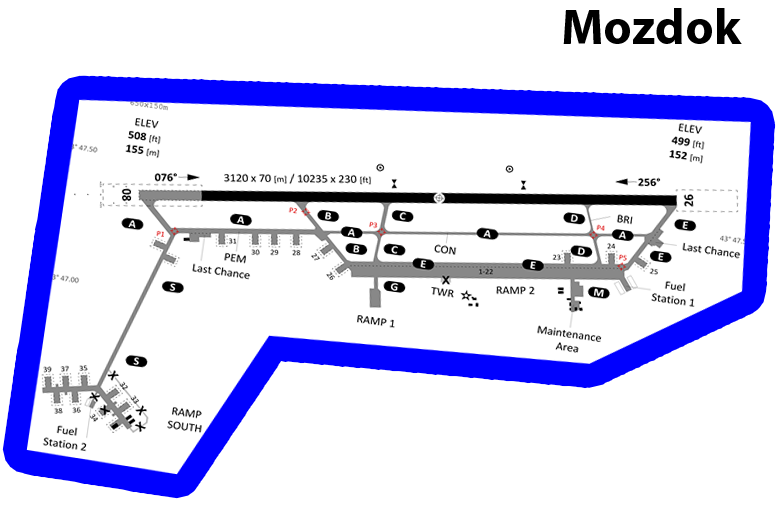 Mozdok
650x150m
ELEV
508 [ft]
155 [m]
ELEV
499 [ft]
152 [m]
47.50
076°
3120 x 70 [m] / 10235 x 230 [ft]
256°
08
26
A
A
P1
P2
B
A
P3
C
A
D
P4
BRI
A
E
43° 47.5
31
30
29
28
27
26
PEM
Last Chance
B
C
CON
E
E
1-22
23
D
24
P5
E
25
Last Chance
Fuel
Station 1
47.00
S
G
TWR
RAMP 2
M
RAMP 1
Maintenance
Area
S
39
37
35
38
36
32
33
34
RAMP
SOUTH
Fuel
Station 2